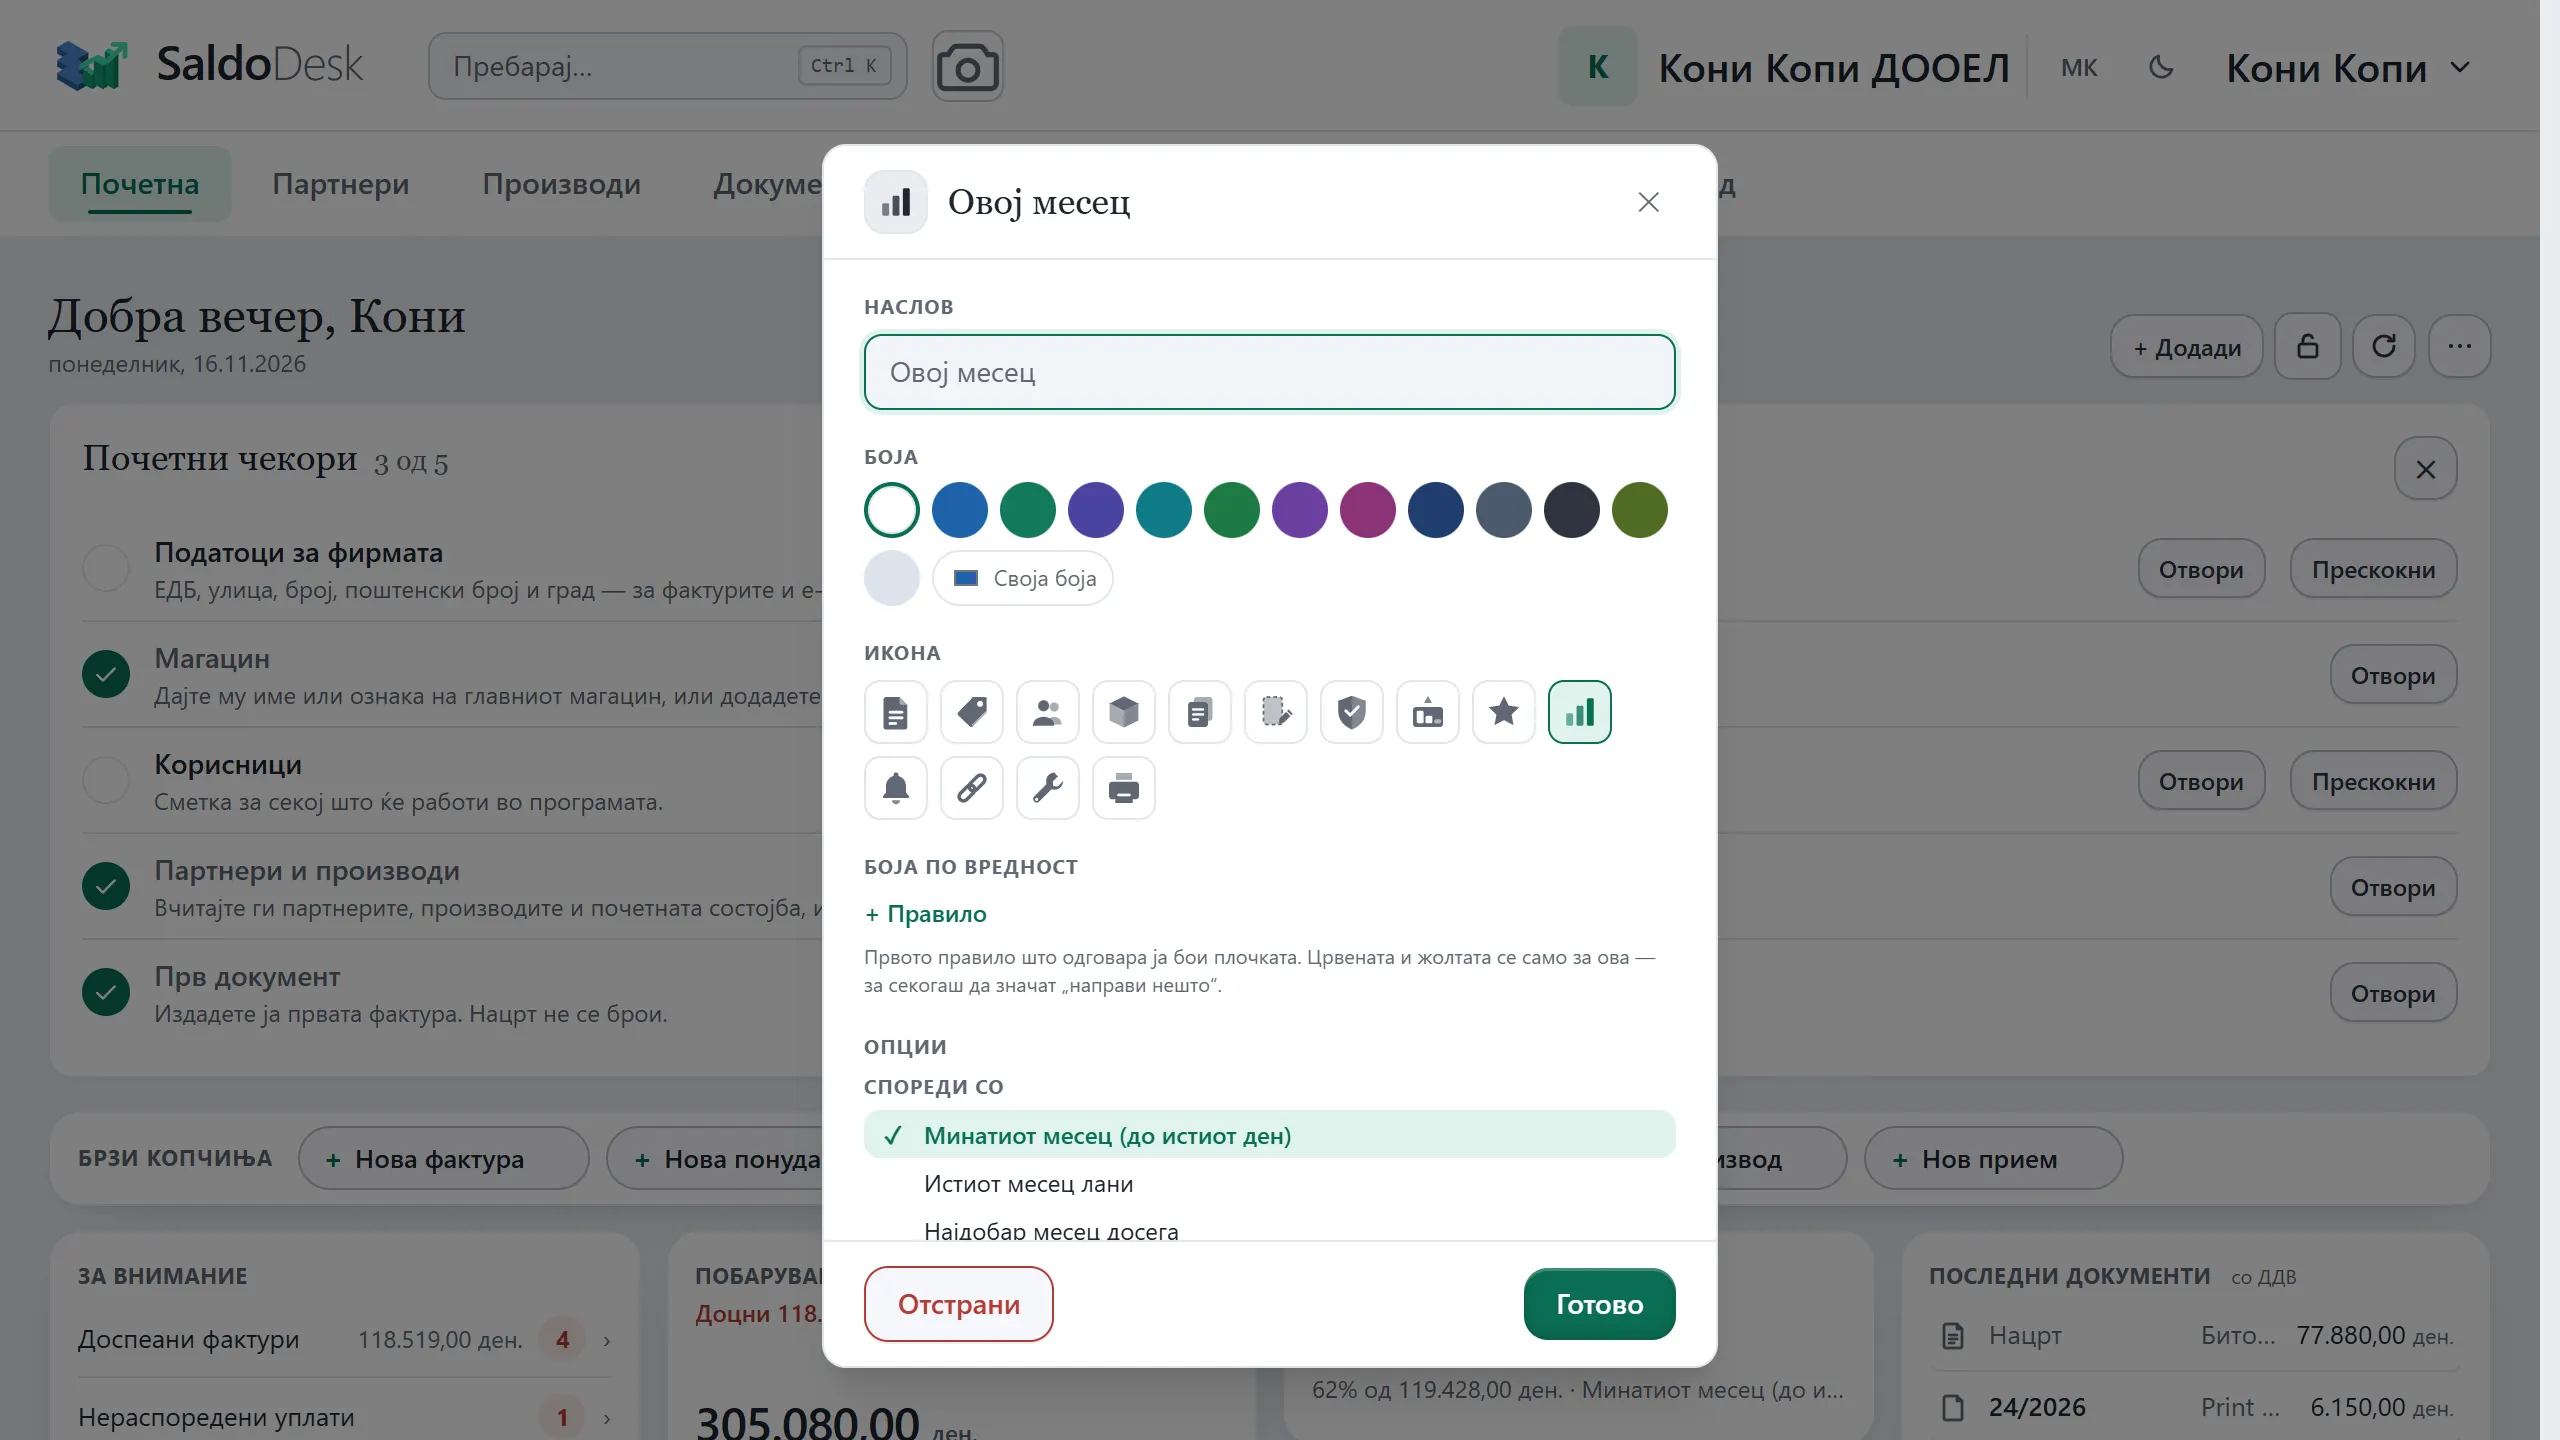 SaldoDesk
Пребарај...
Ctrl K
К
Кони Копи ДООЕЛ
МК
Кони Копи
Почетна
Партнери
Производи
Докуме
д
Овој месец
Добра вечер, Кони
понеделник, 16.11.2026
+ Додади
НАСЛОВ
Овој месец
БОЈА
Своја боја
ИКОНА
БОЈА ПО ВРЕДНОСТ
+ Правило
Првото правило што одговара ја бои плочката. Црвената и жолтата се само за ова —
за секогаш да значат „направи нешто“.
ОПЦИИ
СПОРЕДИ СО
Минатиот месец (до истиот ден)
Истиот месец лани
Најдобар месец досега
Отстрани
Готово
Почетни чекори 3 од 5
Податоци за фирмата
ЕДБ, улица, број, поштенски број и град — за фактурите и е-
Отвори
Прескокни
Магацин
Дајте му име или ознака на главниот магацин, или додадете
Отвори
Корисници
Сметка за секој што ќе работи во програмата.
Отвори
Прескокни
Партнери и производи
Вчитајте ги партнерите, производите и почетната состојба, и
Отвори
Прв документ
Издадете ја првата фактура. Нацрт не се брои.
Отвори
БРЗИ КОПЧИЊА
+ Нова фактура
+ Нова понуда
извод
+ Нов прием
ЗА ВНИМАНИЕ
Доспеани фактури 118.519,00 ден. 4 ›
Нераспоредени уплати 1 ›
ПОБАРУВА
Доцни 118.
305.080,00 ден.
62% од 119.428,00 ден. · Минатиот месец (до и...
ПОСЛЕДНИ ДОКУМЕНТИ со ДДВ
Нацрт Бито... 77.880,00 ден.
24/2026 Print ... 6.150,00 ден.